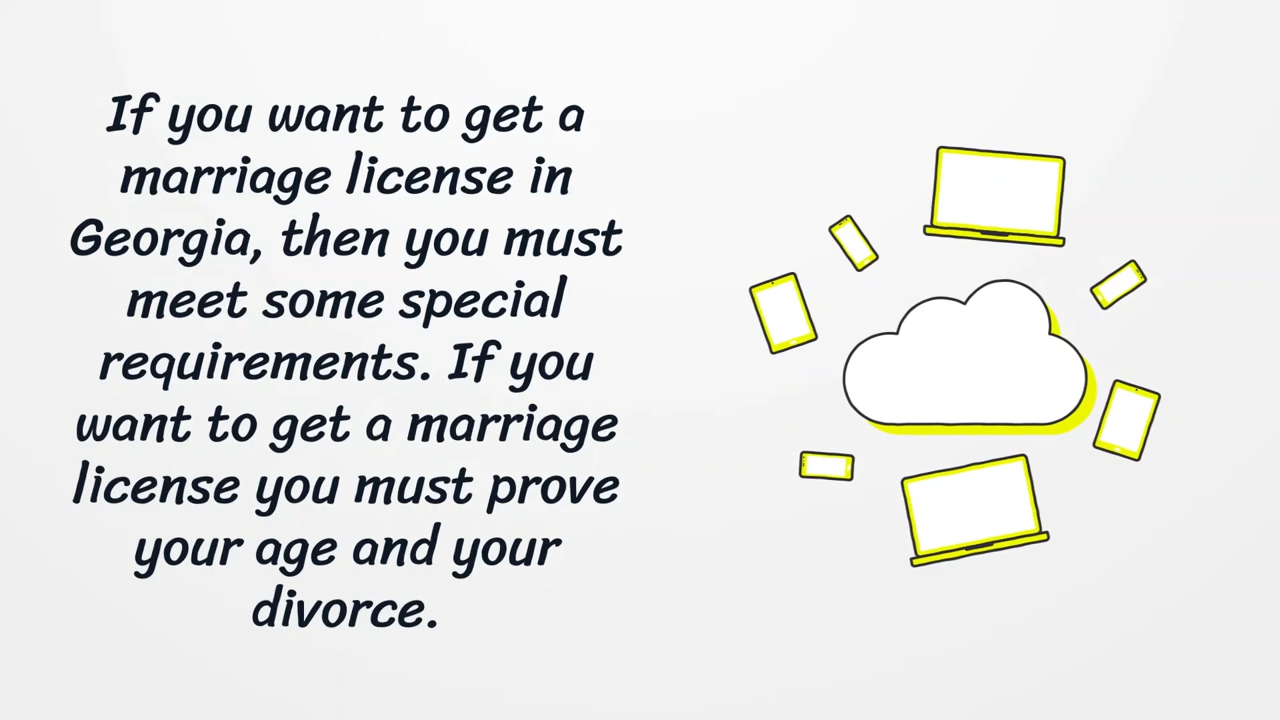 If you want to get a
marriage license in
Georgia, then you must
meet some special
requirements. If you
want to get a marriage
license you must prove
your age and your
divorce.